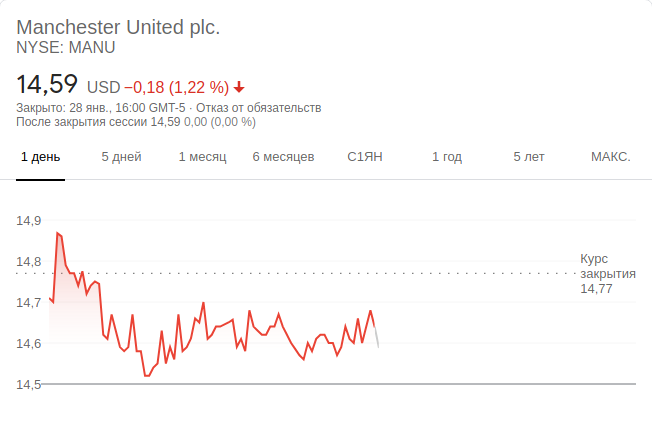 Manchester United plc.
NYSE: MANU
14,59 USD −0,18 (1,22 %)
Закрыто: 28 янв., 16:00 GMT-5 · Отказ от обязательств
После закрытия сессии 14,59 0,00 (0,00 %)
1 день 5 дней 1 месяц 6 месяцев С1ЯН 1 год 5 лет МАКС.
14,9
14,8
14,7
14,6
14,5
Курс
закрытия
14,77